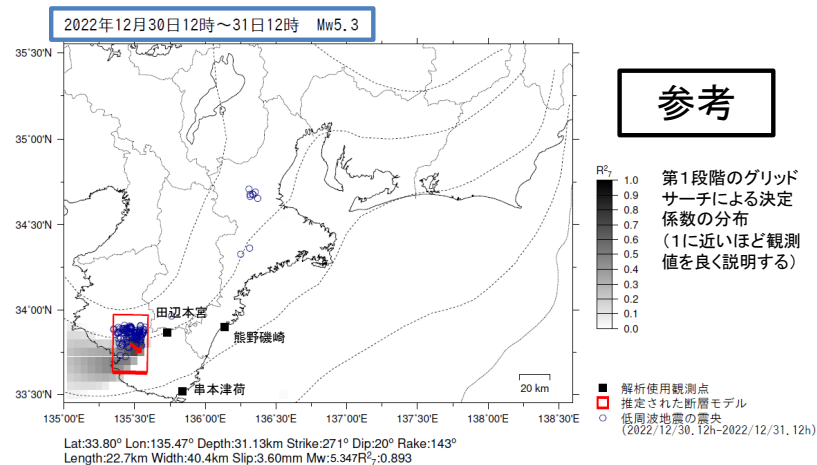 2022年12月30日12時～31日12時　Mw5.3
参考
35°30'N
35°00'N
34°30'N
34°00'N
33°30'N
135°00'E
135°30'E
136°00'E
136°30'E
137°00'E
137°30'E
138°00'E
138°30'E
田辺本宮
熊野磯崎
串本津荷
20 km
R²₇
1.0
0.9
0.8
0.7
0.6
0.5
0.4
0.3
0.2
0.1
0.0
第1段階のグリッド
サーチによる決定
係数の分布
（1に近いほど観測
値を良く説明する）
解析使用観測点
推定された断層モデル
低周波地震の震央
(2022/12/30.12h-2022/12/31.12h)
Lat:33.80° Lon:135.47° Depth:31.13km Strike:271° Dip:20° Rake:143°
Length:22.7km Width:40.4km Slip:3.60mm Mw:5.347R²₇:0.893